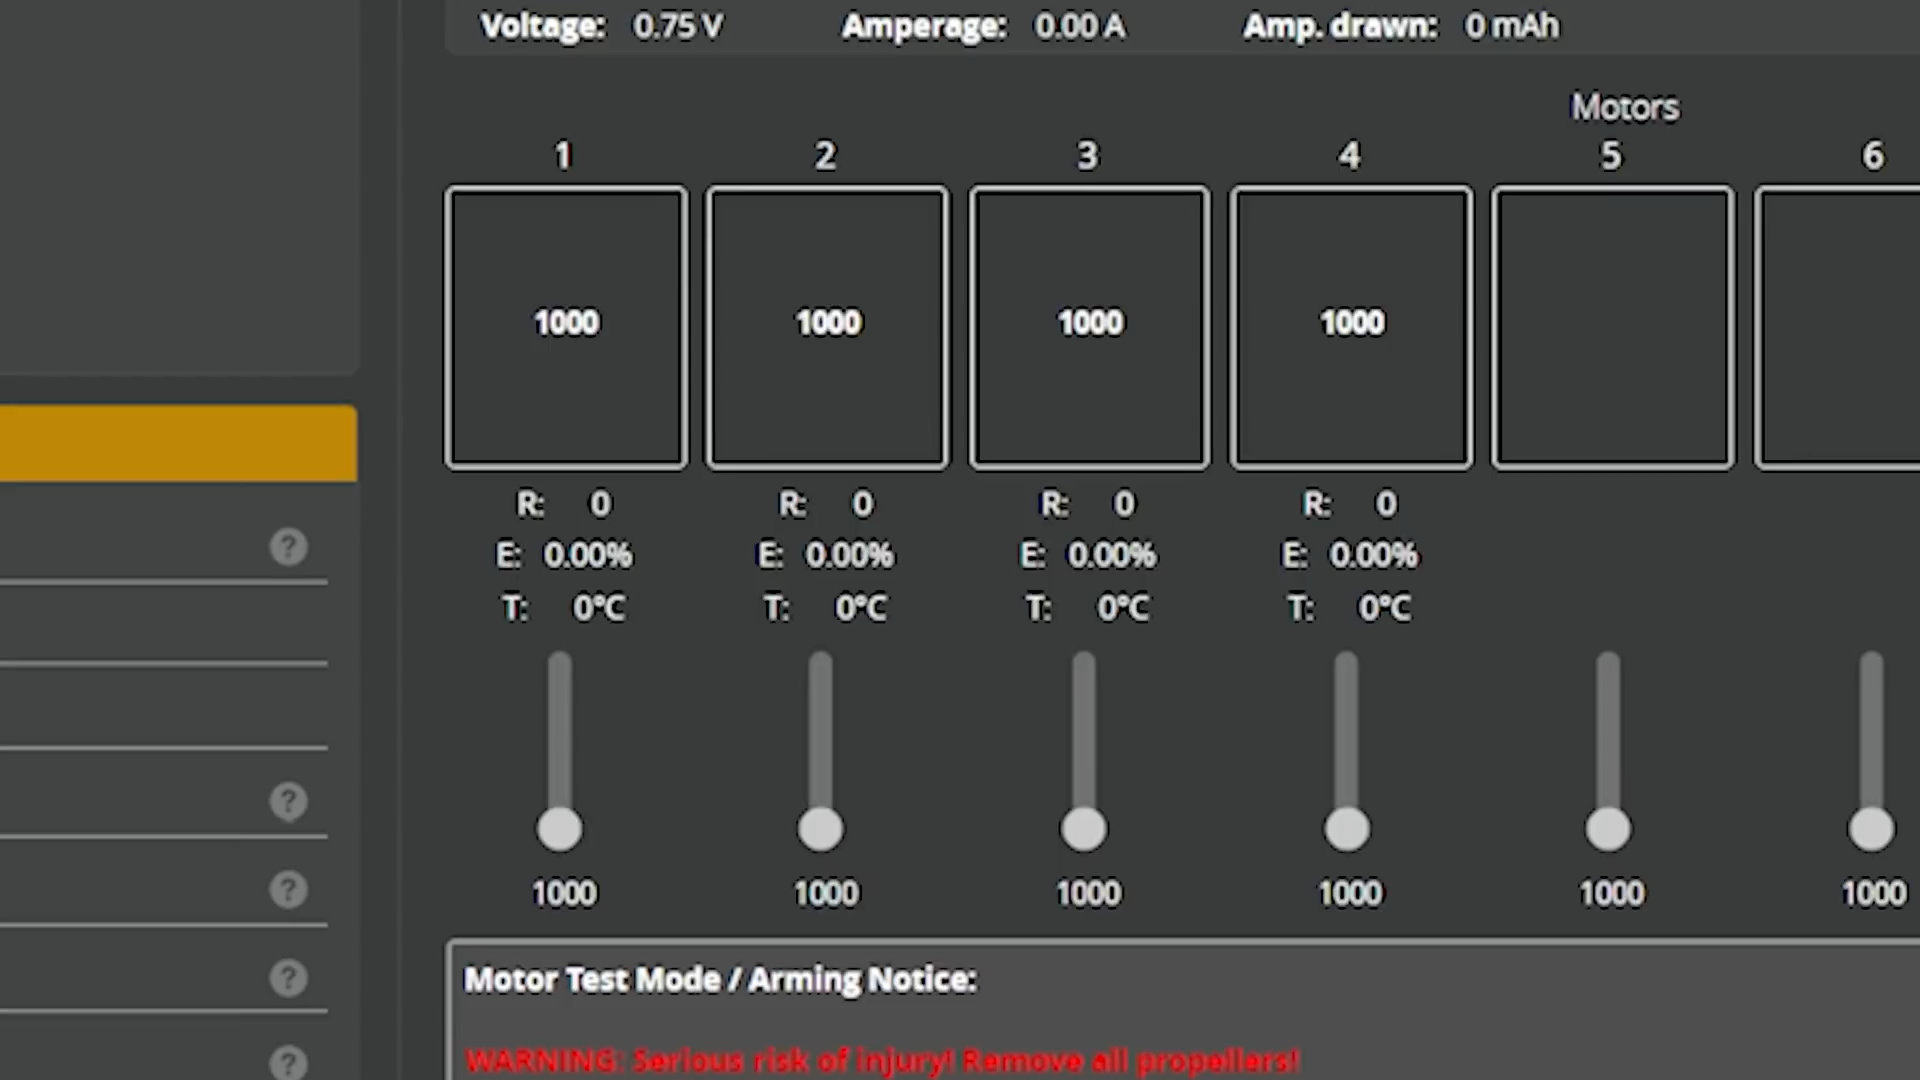 Voltage: 0.75 V Amperage: 0.00 A Amp. drawn: 0 mAh
Motors
1 2 3 4 5 6
1000 1000 1000 1000
R: 0 R: 0 R: 0 R: 0
E: 0.00% E: 0.00% E: 0.00% E: 0.00%
T: 0°C T: 0°C T: 0°C T: 0°C
?
?
?
?
?
1000 1000 1000 1000 1000 1000
Motor Test Mode / Arming Notice:
WARNING: Serious risk of injury! Remove all propellers!